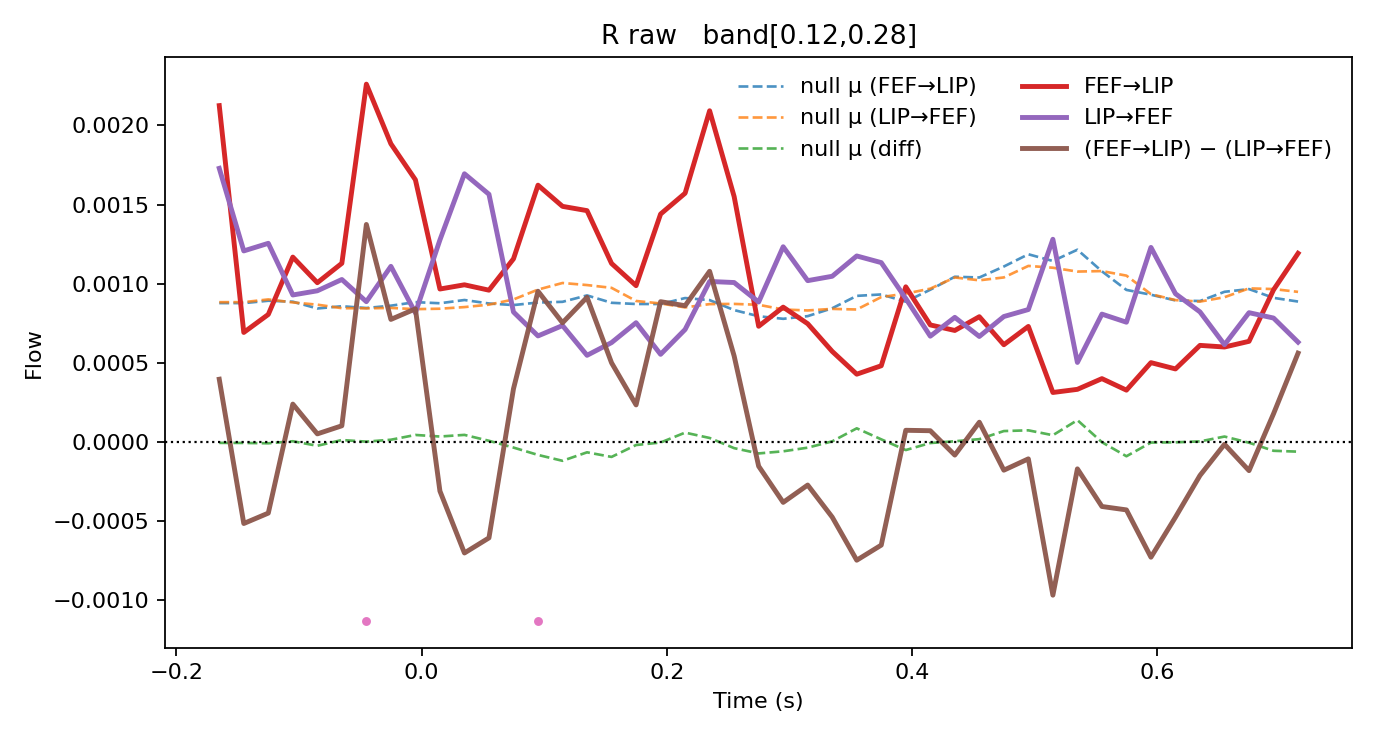 R raw   band[0.12,0.28]
null μ (FEF→LIP)
null μ (LIP→FEF)
null μ (diff)
FEF→LIP
LIP→FEF
(FEF→LIP) − (LIP→FEF)
Flow
0.0020
0.0015
0.0010
0.0005
0.0000
−0.0005
−0.0010
−0.2
0.0
0.2
0.4
0.6
Time (s)